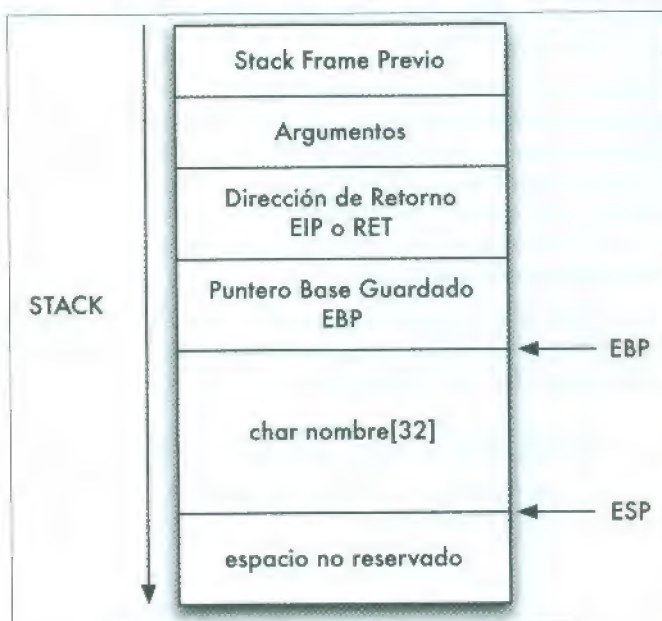 Stack Frame Previo
Argumentos
Dirección de Retorno
EIP o RET
Puntero Base Guardado
EBP
STACK
EBP
char nombre[32]
ESP
espacio no reservado